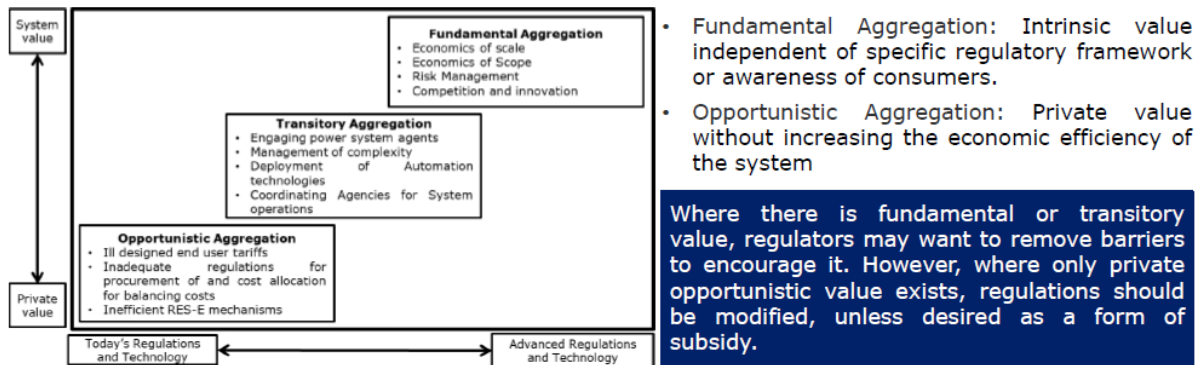 System
value
Private
value
Fundamental Aggregation
• Economics of scale
• Economics of Scope
• Risk Management
• Competition and innovation
Transitory Aggregation
• Engaging power system agents
• Management of complexity
• Deployment of Automation
technologies
• Coordinating Agencies for System
operations
Opportunistic Aggregation
• Ill designed end user tariffs
• Inadequate regulations for
procurement of and cost allocation
for balancing costs
• Inefficient RES-E mechanisms
Today's Regulations
and Technology
Advanced Regulations
and Technology
• Fundamental Aggregation: Intrinsic value
independent of specific regulatory framework
or awareness of consumers.
• Opportunistic Aggregation: Private value
without increasing the economic efficiency of
the system
Where there is fundamental or transitory
value, regulators may want to remove barriers
to encourage it. However, where only private
opportunistic value exists, regulations should
be modified, unless desired as a form of
subsidy.